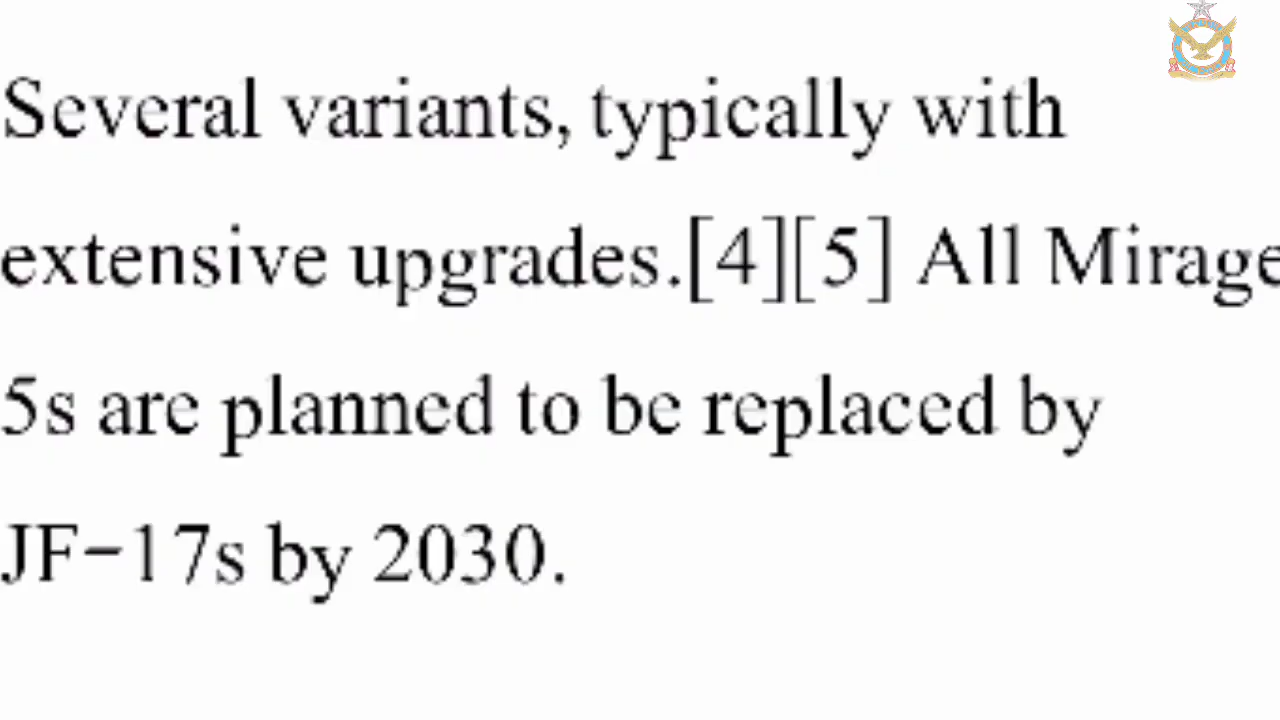 Several variants, typically with
extensive upgrades.[4][5] All Mirage
5s are planned to be replaced by
JF-17s by 2030.